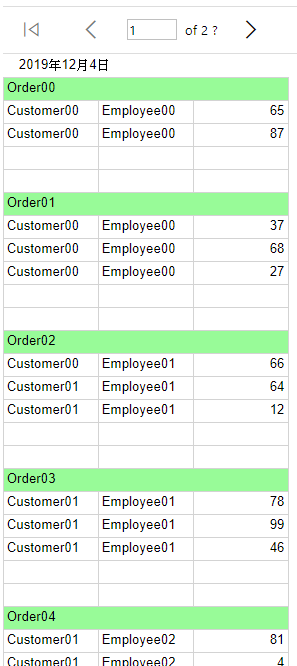 1 of 2 ?
2019年12月4日
Order00
Customer00 Employee00 65
Customer00 Employee00 87
Order01
Customer00 Employee00 37
Customer00 Employee00 68
Customer00 Employee00 27
Order02
Customer00 Employee01 66
Customer01 Employee01 64
Customer01 Employee01 12
Order03
Customer01 Employee01 78
Customer01 Employee01 99
Customer01 Employee01 46
Order04
Customer01 Employee02 81
Customer01 Employee02 4